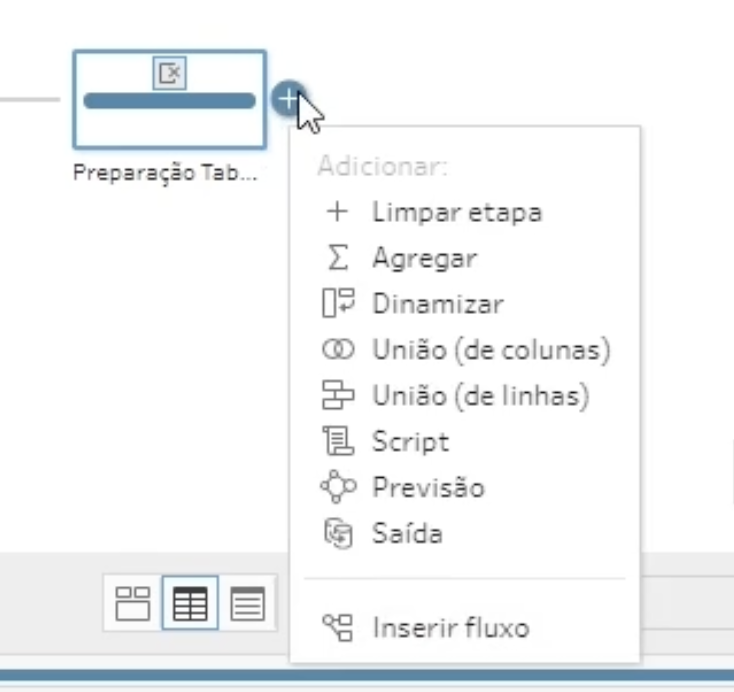 Preparação Tab...
Adicionar:
Limpar etapa
Agregar
Dinamizar
União (de colunas)
União (de linhas)
Script
Previsão
Saída
Inserir fluxo